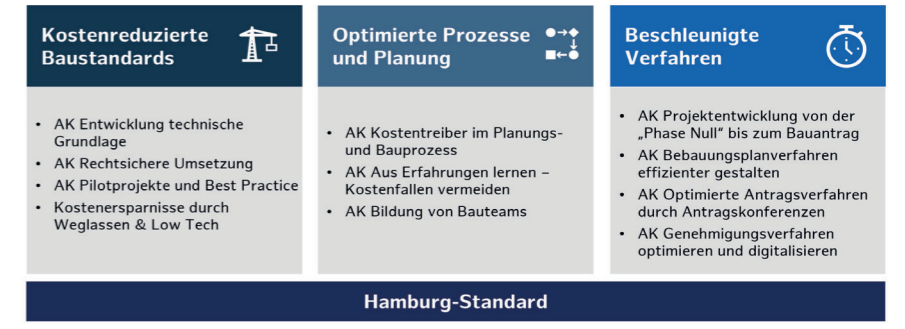 Kostenreduzierte
Baustandards
• AK Entwicklung technische
Grundlage
• AK Rechtsichere Umsetzung
• AK Pilotprojekte und Best Practice
• Kostenersparnisse durch
Weglassen & Low Tech
Optimierte Prozesse
und Planung
• AK Kostentreiber im Planungs-
und Bauprozess
• AK Aus Erfahrungen lernen –
Kostenfallen vermeiden
• AK Bildung von Bauteams
Beschleunigte
Verfahren
• AK Projektentwicklung von der
„Phase Null“ bis zum Bauantrag
• AK Bebauungsplanverfahren
effizienter gestalten
• AK Optimierte Antragsverfahren
durch Antragskonferenzen
• AK Genehmigungsverfahren
optimieren und digitalisieren
Hamburg-Standard